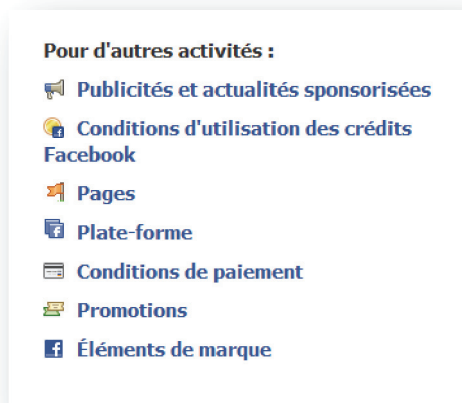 Pour d'autres activités :
Publicités et actualités sponsorisées
Conditions d'utilisation des crédits
Facebook
Pages
Plate-forme
Conditions de paiement
Promotions
Éléments de marque